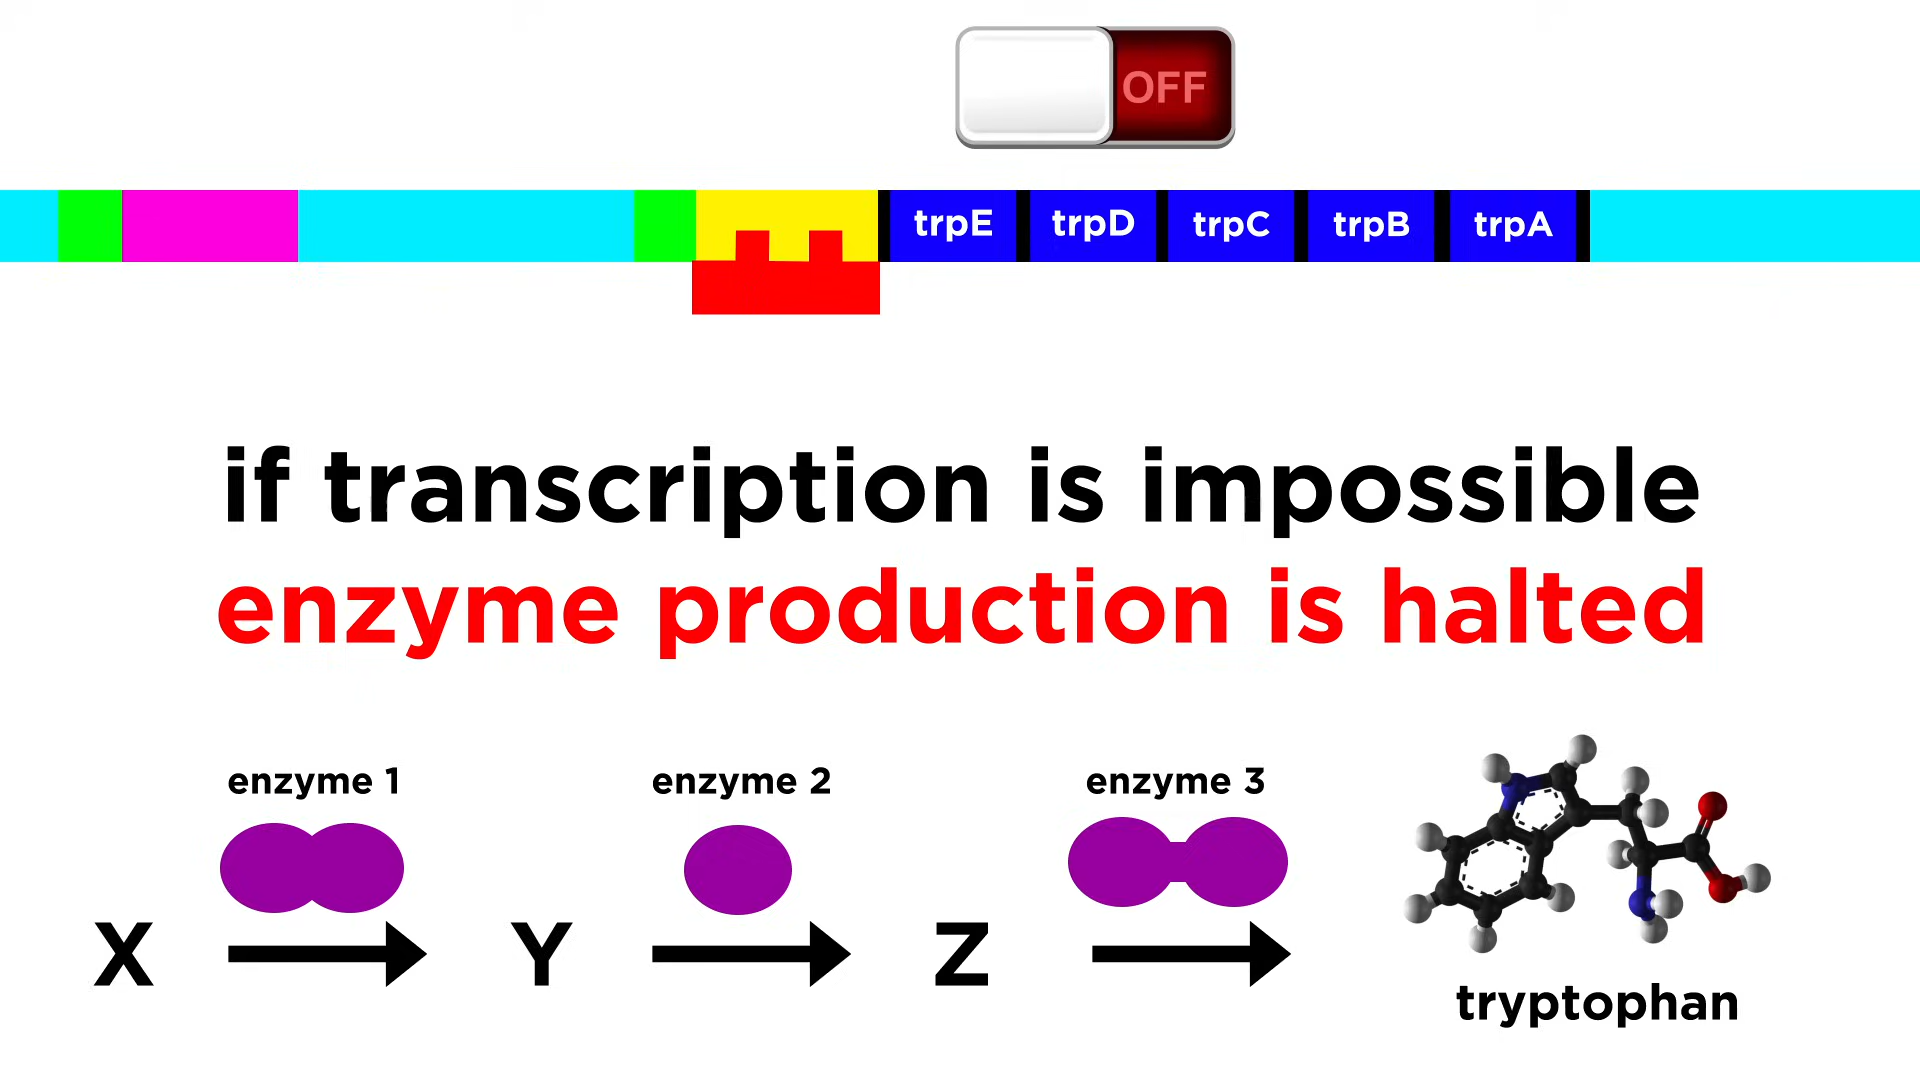 OFF
trpE trpD trpC trpB trpA
if transcription is impossible
enzyme production is halted
enzyme 1 enzyme 2 enzyme 3
X Y Z
tryptophan